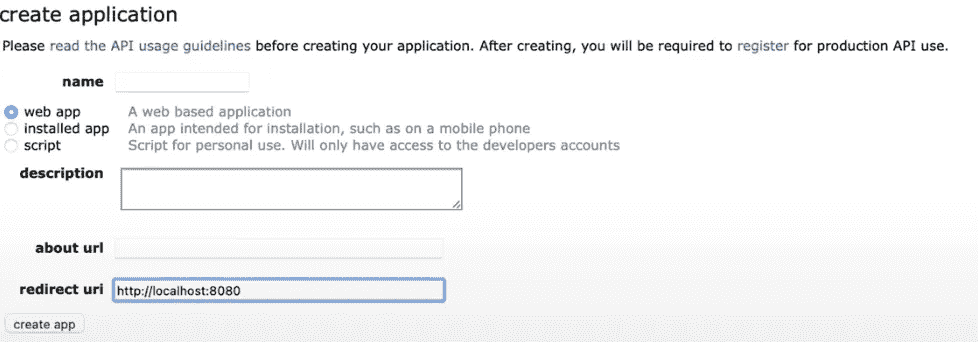 create application
Please read the API usage guidelines before creating your application. After creating, you will be required to register for production API use.
name
web app A web based application
installed app An app intended for installation, such as on a mobile phone
script Script for personal use. Will only have access to the developers accounts
description
about url
redirect uri http://localhost:8080
create app